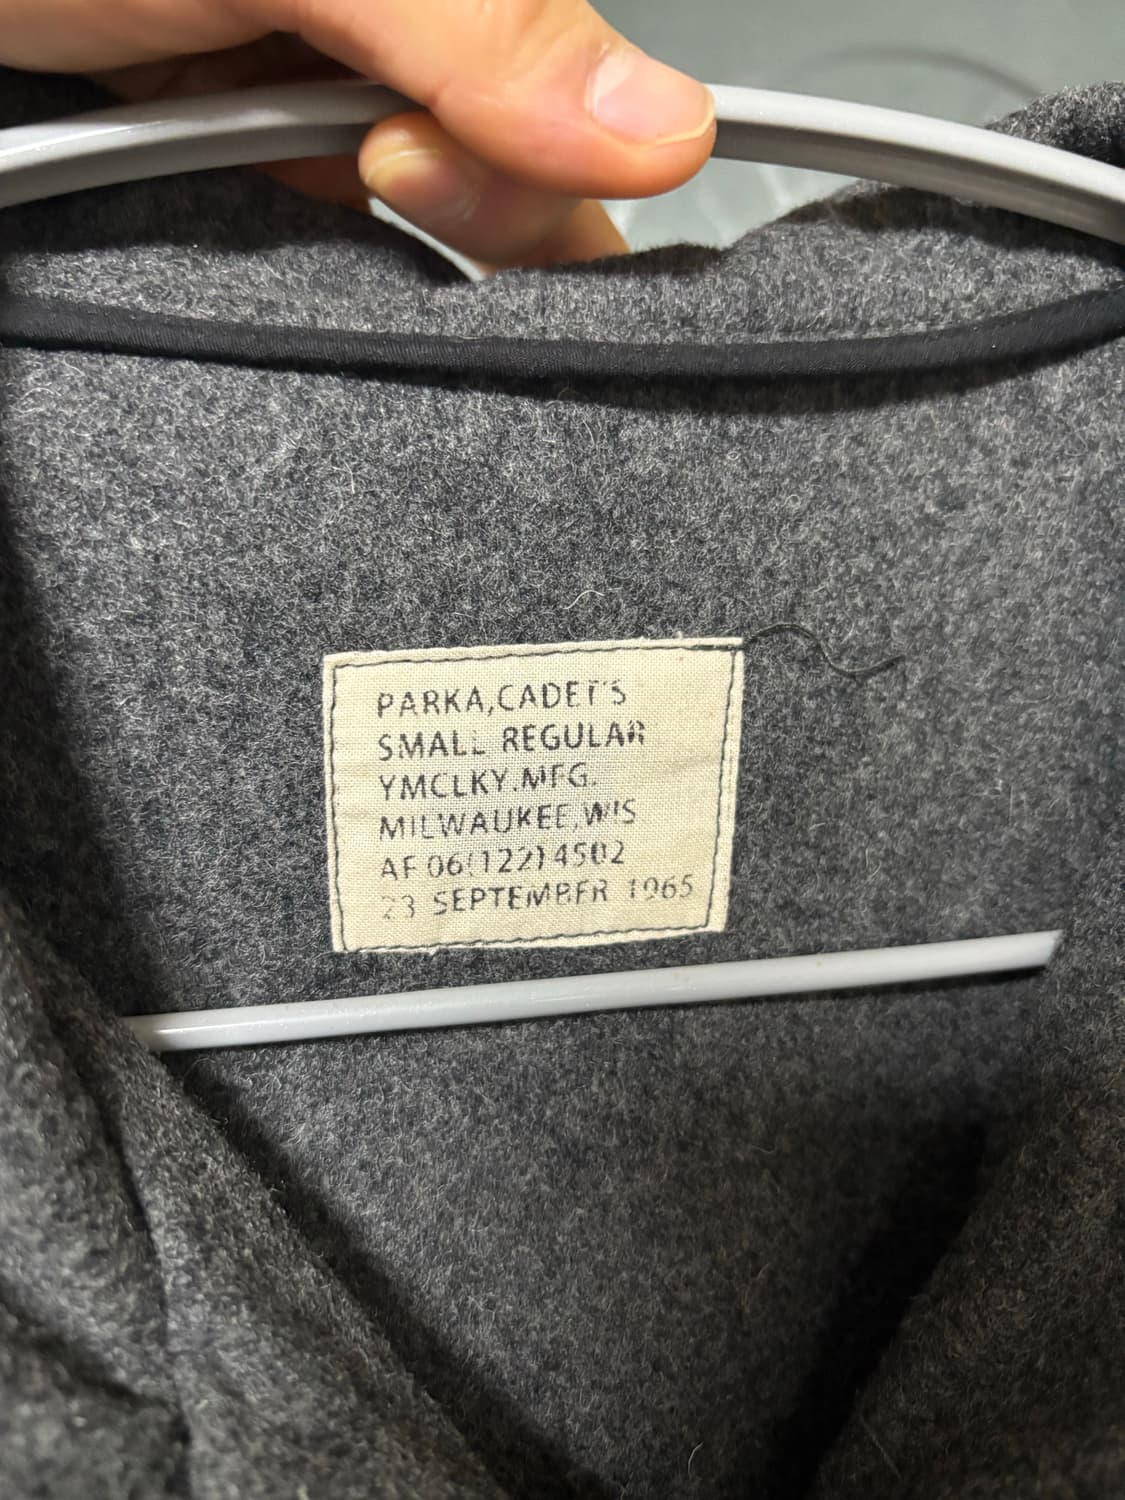 PARKA,CADET'S
SMALL REGULAR
YMCLKY.MFG.
MILWAUKEE,WIS
AF 06(122)4502
23 SEPTEMBER 1965